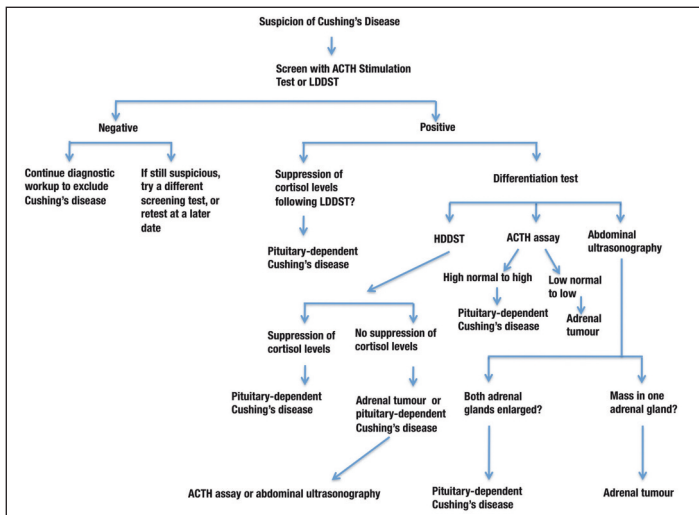 Suspicion of Cushing's Disease
Screen with ACTH Stimulation
Test or LDDST
Negative
Positive
Continue diagnostic
workup to exclude
Cushing's disease
If still suspicious,
try a different
screening test, or
retest at a later
date
Suppression of
cortisol levels
following LDDST?
Differentiation test
Pituitary-dependent
Cushing's disease
HDDST
ACTH assay
Abdominal
ultrasonography
High normal to high
Low normal
to low
Pituitary-dependent
Cushing's disease
Adrenal
tumour
Suppression of
cortisol levels
No suppression of
cortisol levels
Pituitary-dependent
Cushing's disease
Adrenal tumour or
pituitary-dependent
Cushing's disease
Both adrenal
glands enlarged?
Mass in one
adrenal gland?
ACTH assay or abdominal ultrasonography
Pituitary-dependent
Cushing's disease
Adrenal tumour